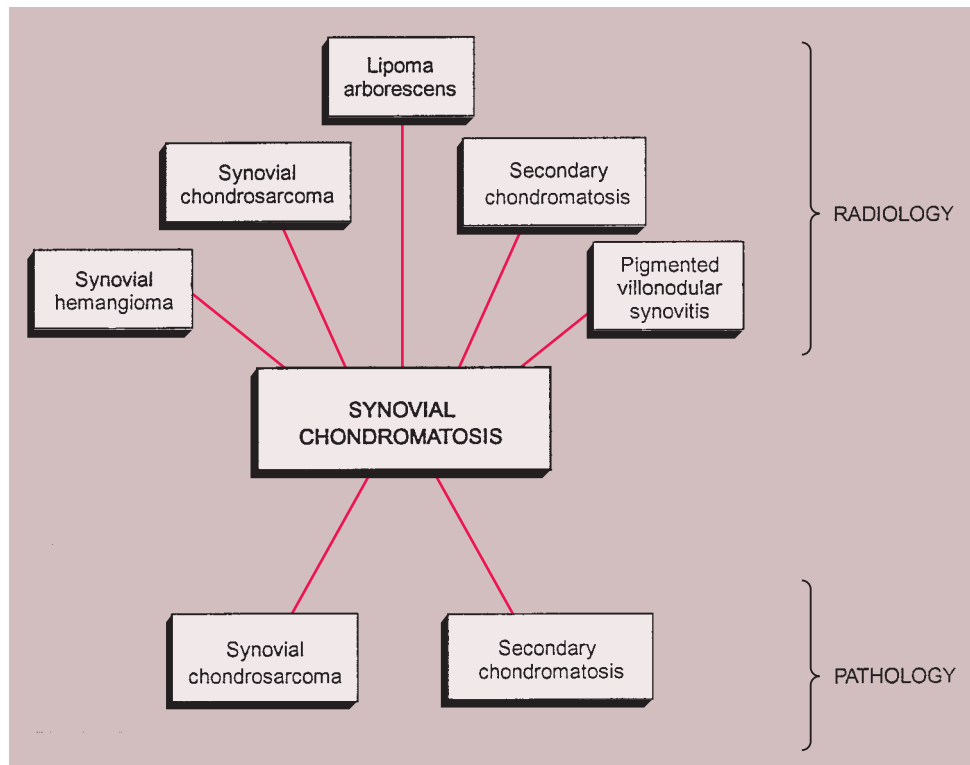 Lipoma
arborescens
Synovial
chondrosarcoma
Secondary
chondromatosis
RADIOLOGY
Synovial
hemangioma
Pigmented
villonodular
synovitis
SYNOVIAL
CHONDROMATOSIS
Synovial
chondrosarcoma
Secondary
chondromatosis
PATHOLOGY